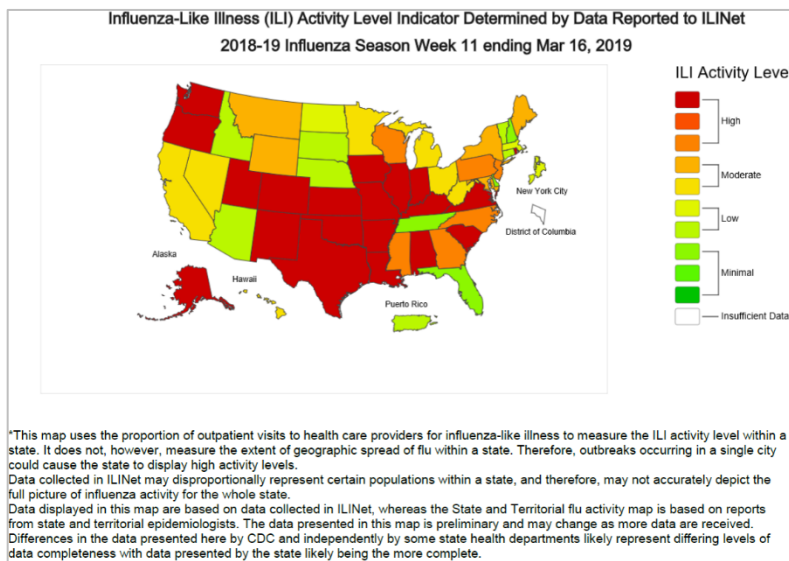 Influenza-Like Illness (ILI) Activity Level Indicator Determined by Data Reported to ILINet
2018-19 Influenza Season Week 11 ending Mar 16, 2019
ILI Activity Leve
High
Moderate
Low
Minimal
Insufficient Data
New York City
District of Columbia
Alaska
Hawaii
Puerto Rico
*This map uses the proportion of outpatient visits to health care providers for influenza-like illness to measure the ILI activity level within a
state. It does not, however, measure the extent of geographic spread of flu within a state. Therefore, outbreaks occurring in a single city
could cause the state to display high activity levels.
Data collected in ILINet may disproportionally represent certain populations within a state, and therefore, may not accurately depict the
full picture of influenza activity for the whole state.
Data displayed in this map are based on data collected in ILINet, whereas the State and Territorial flu activity map is based on reports
from state and territorial epidemiologists. The data presented in this map is preliminary and may change as more data are received.
Differences in the data presented here by CDC and independently by some state health departments likely represent differing levels of
data completeness with data presented by the state likely being the more complete.